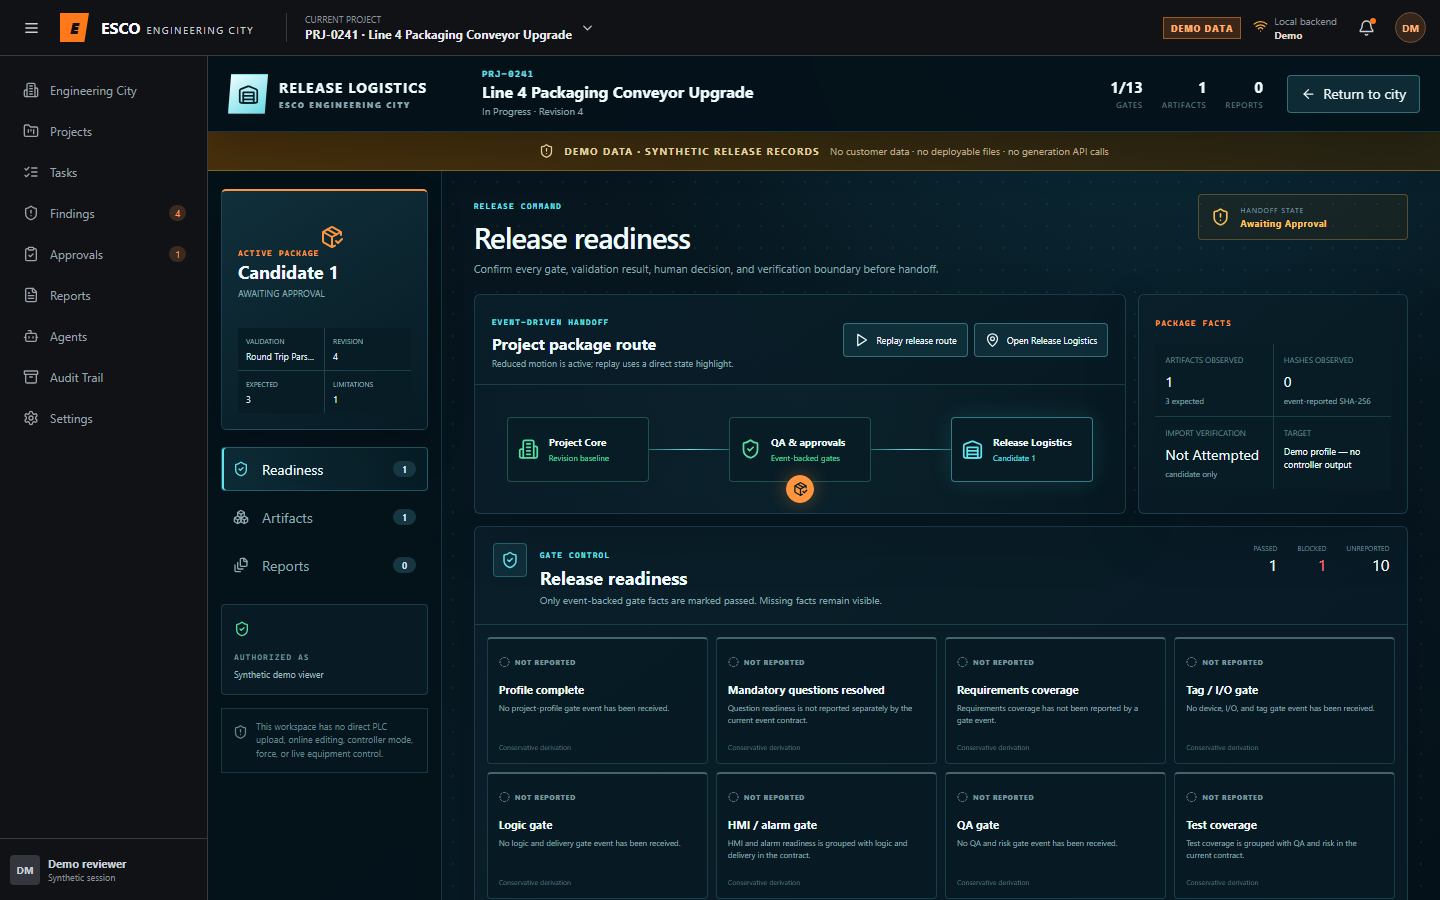 E ESCO ENGINEERING CITY
CURRENT PROJECT
PRJ-0241 · Line 4 Packaging Conveyor Upgrade
DEMO DATA
Local backend
Demo
DM
Engineering City
Projects
Tasks
Findings 4
Approvals 1
Reports
Agents
Audit Trail
Settings
DM
Demo reviewer
Synthetic session
RELEASE LOGISTICS
ESCO ENGINEERING CITY
PRJ-0241
Line 4 Packaging Conveyor Upgrade
In Progress · Revision 4
1/13
GATES
1
ARTIFACTS
0
REPORTS
Return to city
DEMO DATA · SYNTHETIC RELEASE RECORDS No customer data · no deployable files · no generation API calls
ACTIVE PACKAGE
Candidate 1
AWAITING APPROVAL
VALIDATION
Round Trip Pars...
REVISION
4
EXPECTED
3
LIMITATIONS
1
Readiness 1
Artifacts 1
Reports 0
AUTHORIZED AS
Synthetic demo viewer
This workspace has no direct PLC
upload, online editing, controller mode,
force, or live equipment control.
RELEASE COMMAND
Release readiness
Confirm every gate, validation result, human decision, and verification boundary before handoff.
HANDOFF STATE
Awaiting Approval
EVENT-DRIVEN HANDOFF
Project package route
Reduced motion is active; replay uses a direct state highlight.
Replay release route
Open Release Logistics
Project Core
Revision baseline
QA & approvals
Event-backed gates
Release Logistics
Candidate 1
PACKAGE FACTS
ARTIFACTS OBSERVED
1
3 expected
HASHES OBSERVED
0
event-reported SHA-256
IMPORT VERIFICATION
Not Attempted
candidate only
TARGET
Demo profile — no
controller output
GATE CONTROL
Release readiness
Only event-backed gate facts are marked passed. Missing facts remain visible.
PASSED
1
BLOCKED
1
UNREPORTED
10
NOT REPORTED
Profile complete
No project-profile gate event has been received.
Conservative derivation
NOT REPORTED
Mandatory questions resolved
Question readiness is not reported separately by the
current event contract.
Conservative derivation
NOT REPORTED
Requirements coverage
Requirements coverage has not been reported by a
gate event.
Conservative derivation
NOT REPORTED
Tag / I/O gate
No device, I/O, and tag gate event has been received.
Conservative derivation
NOT REPORTED
Logic gate
No logic and delivery gate event has been received.
Conservative derivation
NOT REPORTED
HMI / alarm gate
HMI and alarm readiness is grouped with logic and
delivery in the contract.
Conservative derivation
NOT REPORTED
QA gate
No QA and risk gate event has been received.
Conservative derivation
NOT REPORTED
Test coverage
Test coverage is grouped with QA and risk in the
current contract.
Conservative derivation